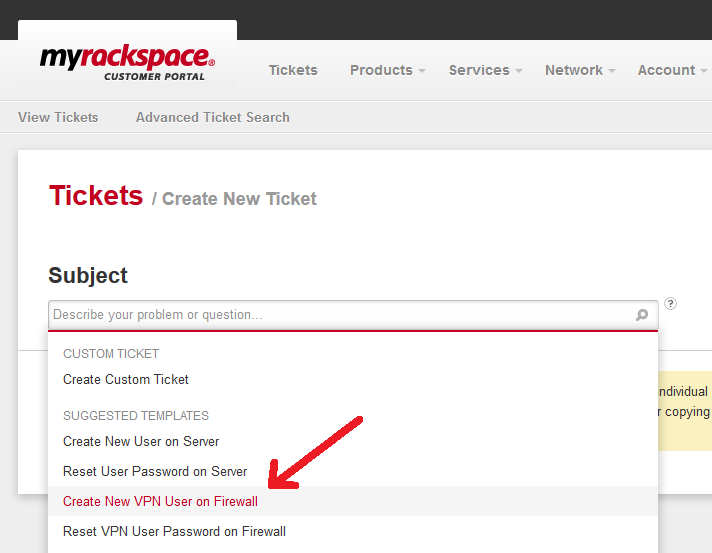 myrackspace®
CUSTOMER PORTAL
Tickets Products Services Network Account
View Tickets Advanced Ticket Search
Tickets / Create New Ticket
Subject
Describe your problem or question...
?
CUSTOM TICKET
Create Custom Ticket
individual
r copying
SUGGESTED TEMPLATES
Create New User on Server
Reset User Password on Server
Create New VPN User on Firewall
Reset VPN User Password on Firewall